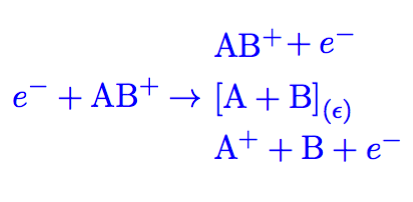 AB⁺ + e⁻
e⁻ + AB⁺ → [A + B]₍ϵ₎
A⁺ + B + e⁻